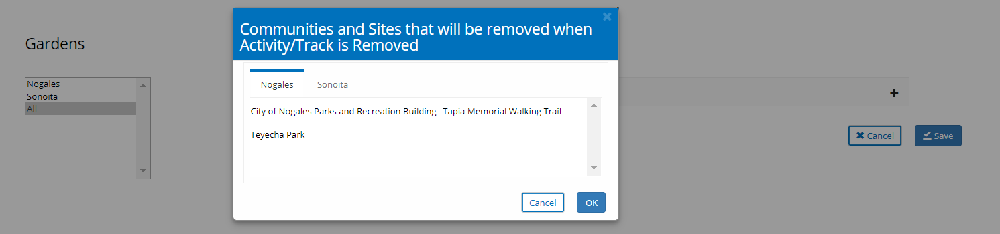 Communities and Sites that will be removed when
Activity/Track is Removed
Gardens
Nogales
Sonoita
All
Nogales Sonoita
City of Nogales Parks and Recreation Building Tapia Memorial Walking Trail
Teyecha Park
Cancel Save
Cancel OK